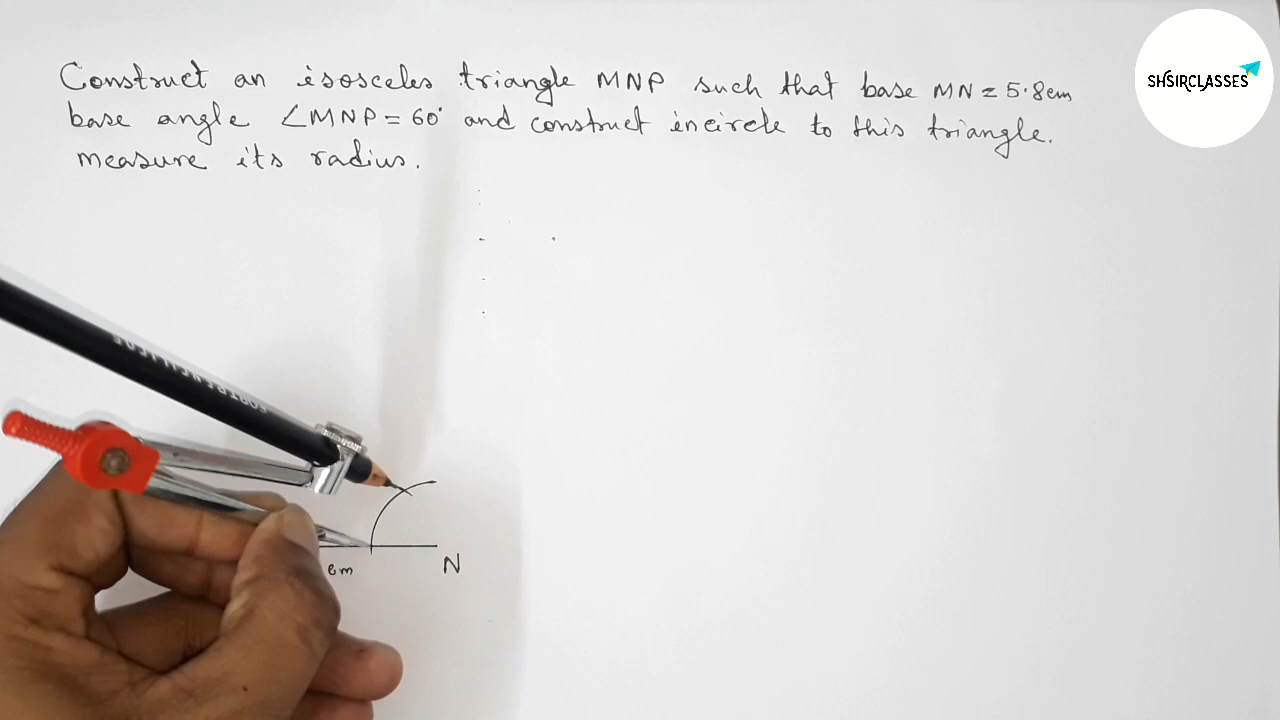 Construct an isosceles triangle MNP such that base MN = 5.8cm
base angle ∠MNP = 60° and construct incircle to this triangle.
measure its radius.
SHSIRCLASSES
cm
N